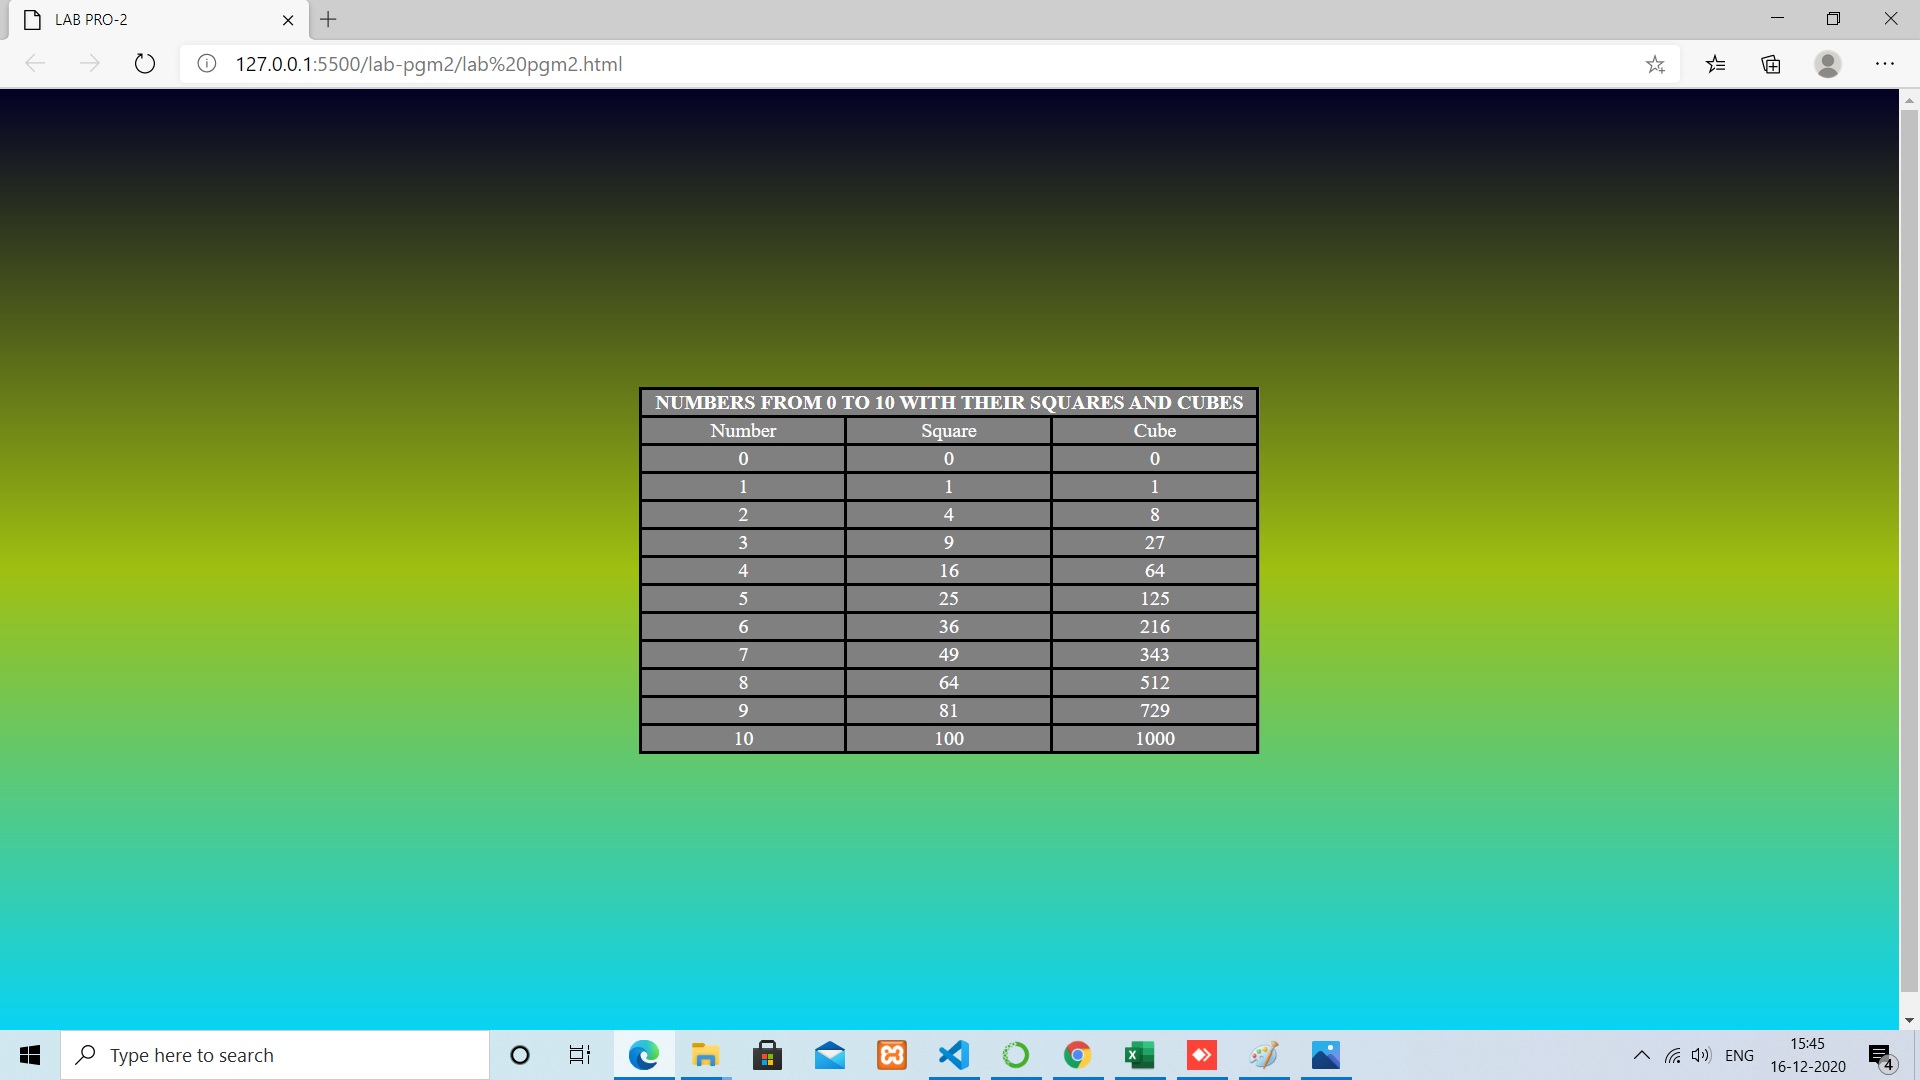 LAB PRO-2
127.0.0.1:5500/lab-pgm2/lab%20pgm2.html
NUMBERS FROM 0 TO 10 WITH THEIR SQUARES AND CUBES
Number Square Cube
0 0 0
1 1 1
2 4 8
3 9 27
4 16 64
5 25 125
6 36 216
7 49 343
8 64 512
9 81 729
10 100 1000
Type here to search
ENG
15:45
16-12-2020
4